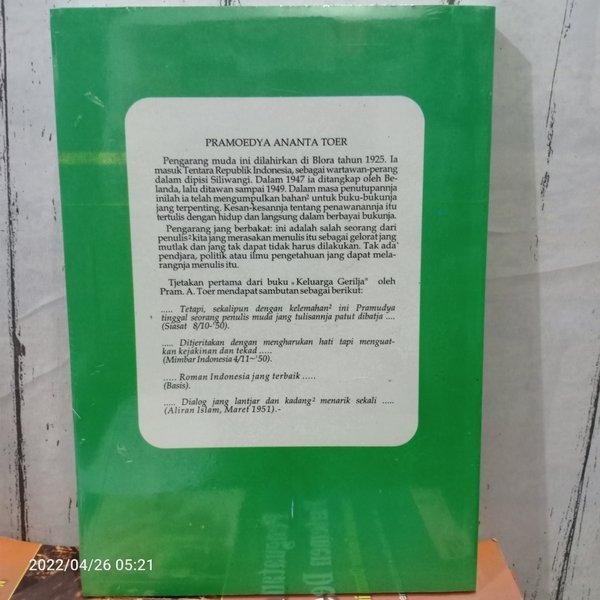 PRAMOEDYA ANANTA TOER
Pengarang muda ini dilahirkan di Blora tahun 1925. Ia
masuk Tentara Republik Indonesia, sebagai wartawan-perang
dalam dipisi Siliwangi. Dalam 1947 ia ditangkap oleh Be-
landa, lalu ditawan sampai 1949. Dalam masa penutupannja
inilah ia telah mengumpulkan bahan² untuk buku-bukunja
jang terpenting. Kesan-kesannja tentang penawanannja itu
tertulis dengan hidup dan langsung dalam berbayai bukunja.
Pengarang jang berbakat: ini adalah salah seorang dari
penulis² kita jang merasakan menulis itu sebagai gelorat jang
mutlak dan jang tak dapat tidak harus dilakukan. Tak ada
pendjara, politik atau ilmu pengetahuan jang dapat mela-
rangnja menulis itu.
Tjetakan pertama dari buku „Keluarga Gerilja" oleh
Pram. A. Toer mendapat sambutan sebagai berikut:
..... Tetapi, sekalipun dengan kelemahan² ini Pramudya
tinggal seorang penulis muda jang tulisannja patut dibatja ....
(Siasat 8/10-'50).
..... Ditjeritakan dengan mengharukan hati tapi menguat-
kan kejakinan dan tekad .....
(Mimbar Indonesia 4/11-'50).
..... Roman Indonesia jang terbaik .....
(Basis).
..... Dialog jang lantjar dan kadang² menarik sekali .....
(Aliran Islam, Maret 1951).-
2022/04/26 05:21